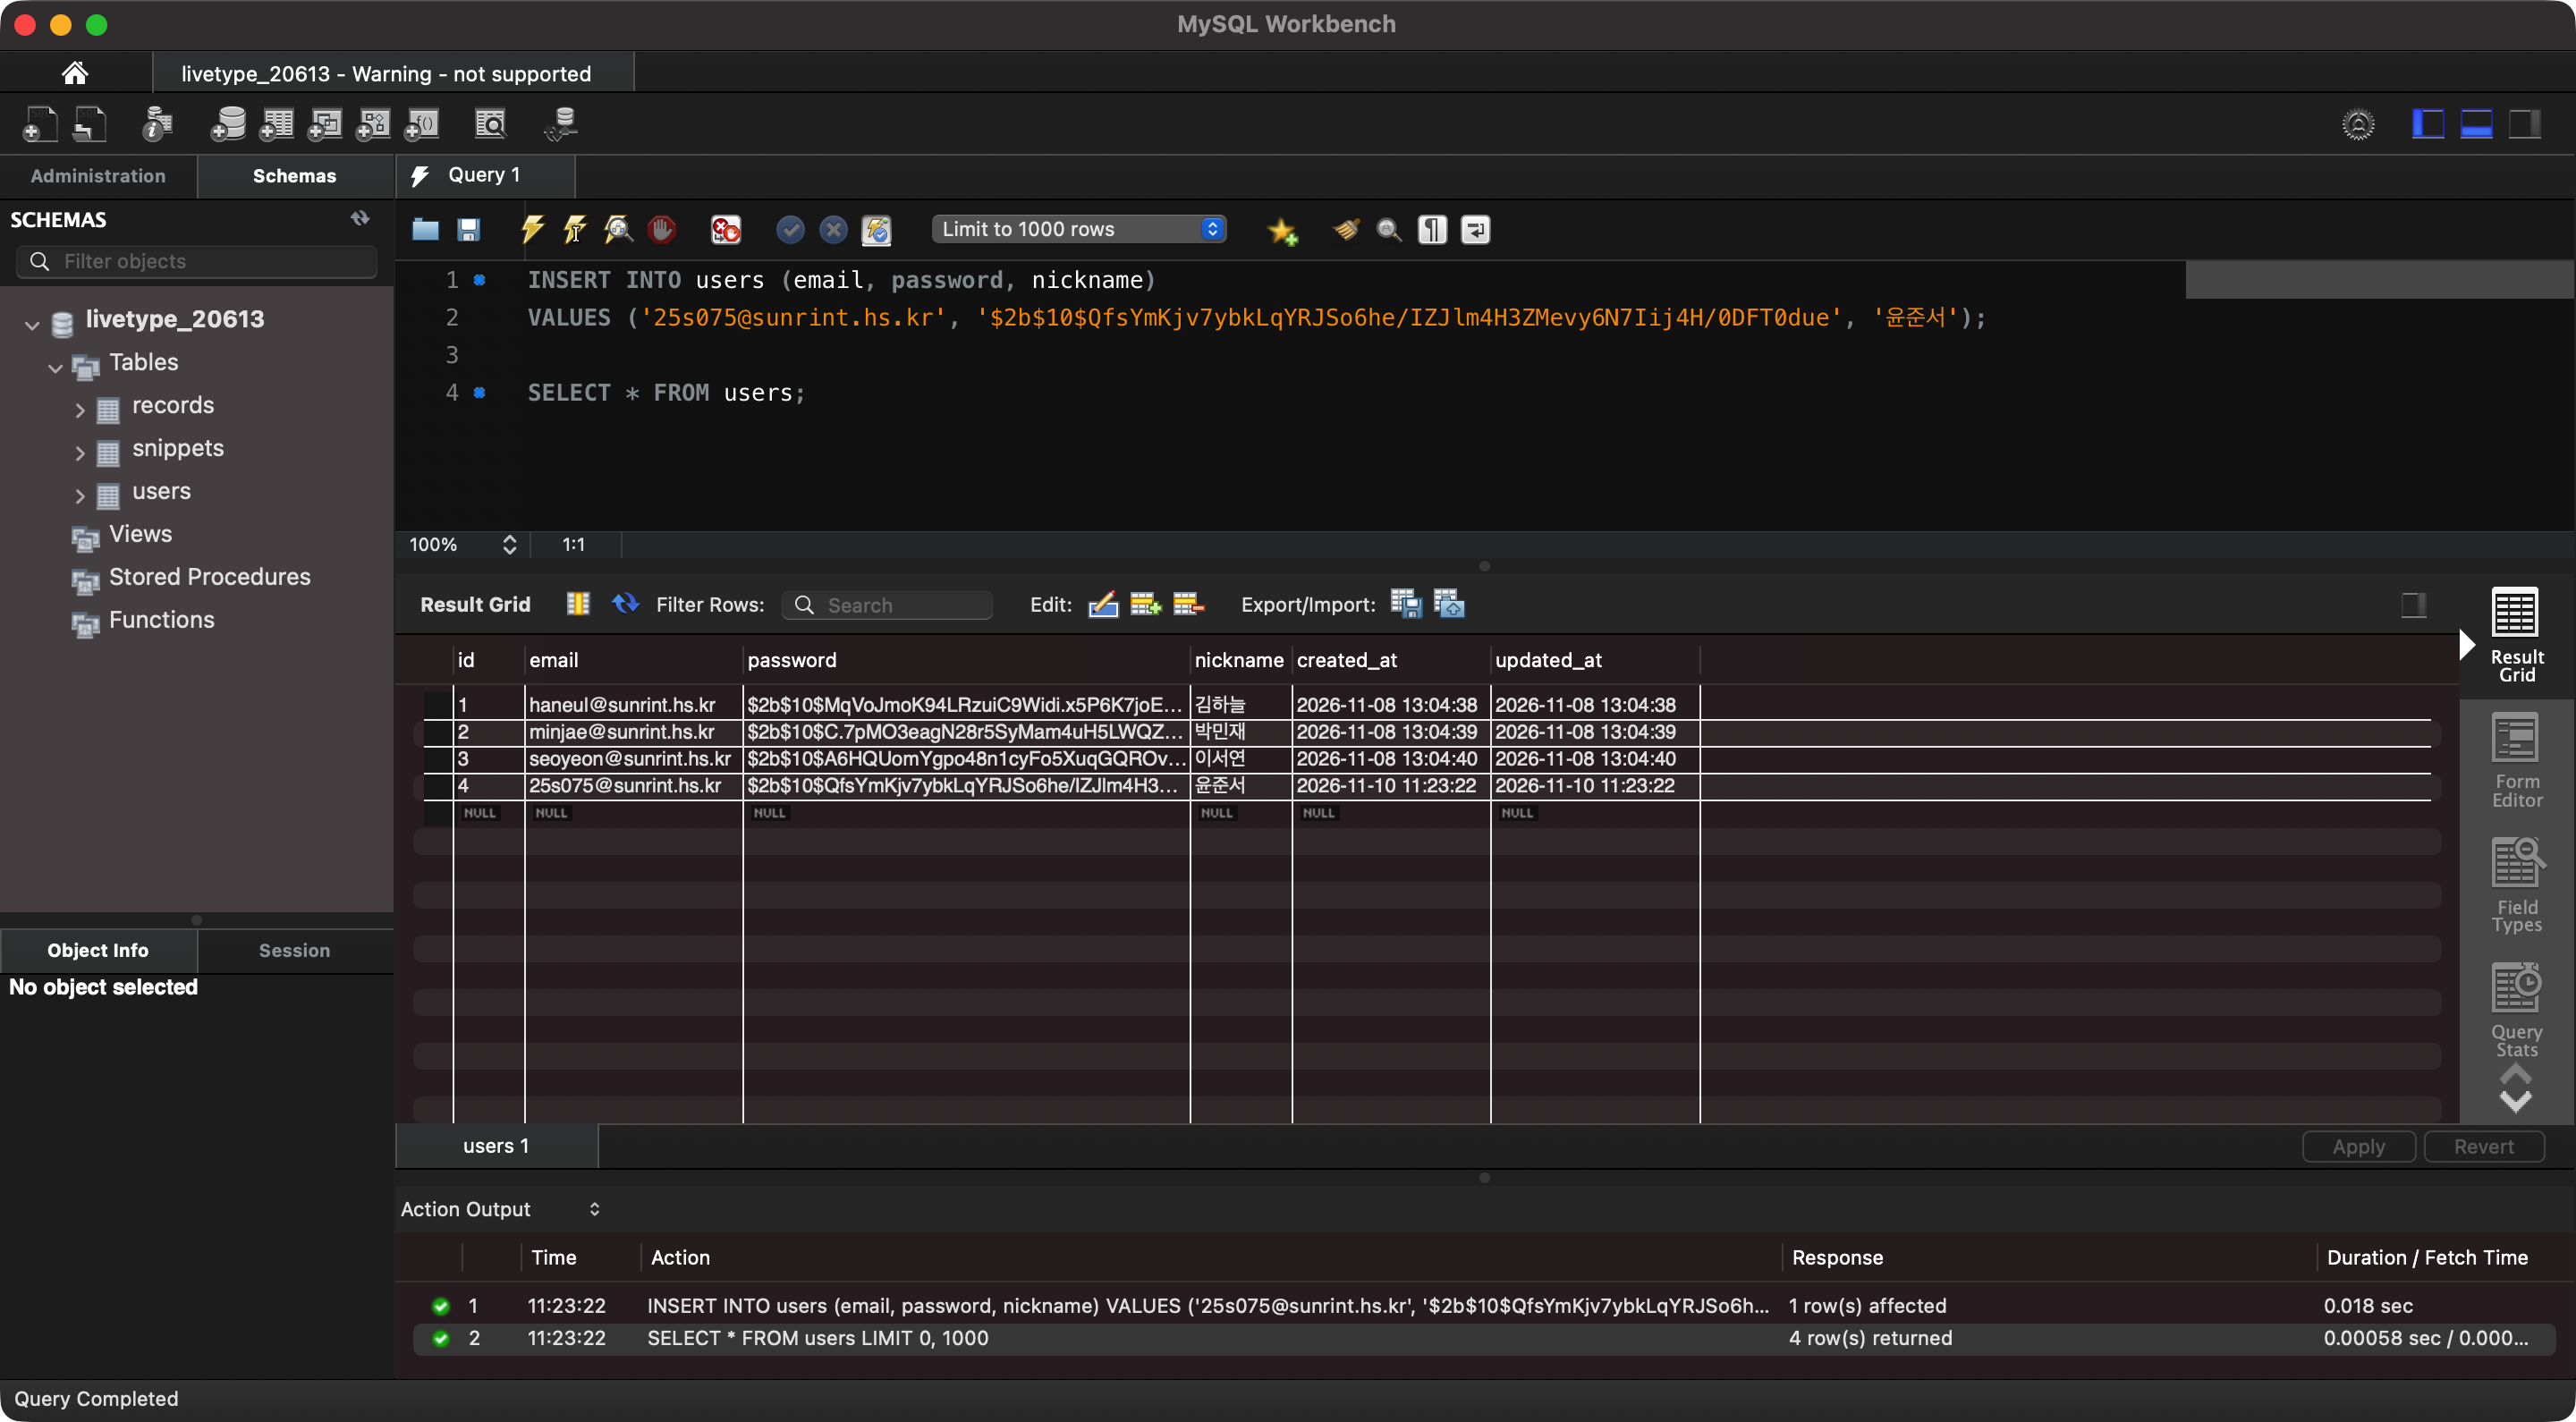 MySQL Workbench
livetype_20613 - Warning - not supported
Administration Schemas Query 1
SCHEMAS
Filter objects
Limit to 1000 rows
livetype_20613
Tables
records
snippets
users
Views
Stored Procedures
Functions
1 INSERT INTO users (email, password, nickname)
2 VALUES ('25s075@sunrint.hs.kr', '$2b$10$QfsYmKjv7ybkLqYRJSo6he/IZJlm4H3ZMevy6N7Iij4H/0DFT0due', '윤준서');
3
4 SELECT * FROM users;
100% 1:1
Result Grid Filter Rows: Search Edit: Export/Import:
id email password nickname created_at updated_at
1 haneul@sunrint.hs.kr $2b$10$MqVoJmoK94LRzuiC9Widi.x5P6K7joE... 김하늘 2026-11-08 13:04:38 2026-11-08 13:04:38
2 minjae@sunrint.hs.kr $2b$10$C.7pMO3eagN28r5SyMam4uH5LWQZ... 박민재 2026-11-08 13:04:39 2026-11-08 13:04:39
3 seoyeon@sunrint.hs.kr $2b$10$A6HQUomYgpo48n1cyFo5XuqGQROv... 이서연 2026-11-08 13:04:40 2026-11-08 13:04:40
4 25s075@sunrint.hs.kr $2b$10$QfsYmKjv7ybkLqYRJSo6he/IZJlm4H3... 윤준서 2026-11-10 11:23:22 2026-11-10 11:23:22
NULL NULL NULL NULL NULL NULL
Result
Grid
Form
Editor
Field
Types
Query
Stats
Object Info Session
No object selected
users 1
Apply Revert
Action Output
Time Action Response Duration / Fetch Time
1 11:23:22 INSERT INTO users (email, password, nickname) VALUES ('25s075@sunrint.hs.kr', '$2b$10$QfsYmKjv7ybkLqYRJSo6h... 1 row(s) affected 0.018 sec
2 11:23:22 SELECT * FROM users LIMIT 0, 1000 4 row(s) returned 0.00058 sec / 0.000...
Query Completed